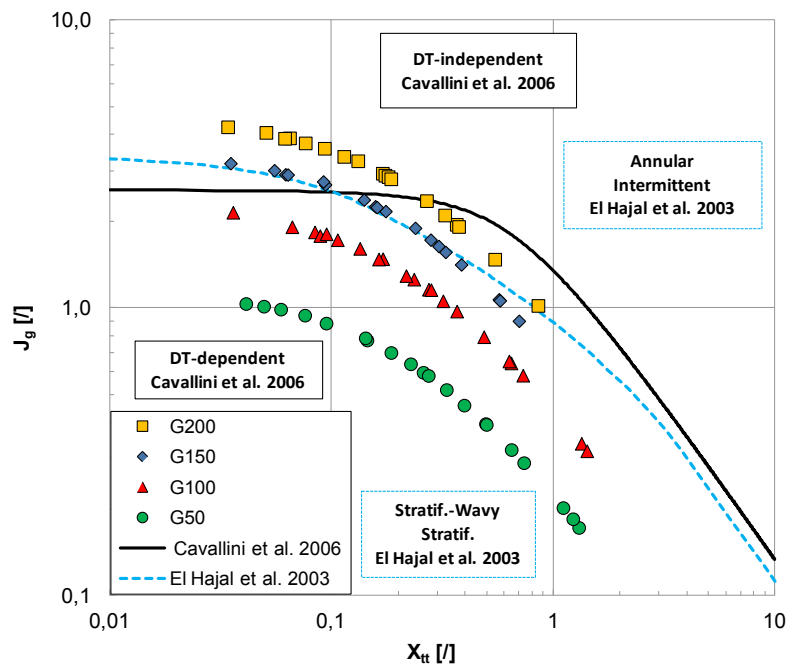 10,0
1,0
0,1
J_g [/]
DT-independent
Cavallini et al. 2006
Annular
Intermittent
El Hajal et al. 2003
DT-dependent
Cavallini et al. 2006
Stratif.-Wavy
Stratif.
El Hajal et al. 2003
G200
G150
G100
G50
Cavallini et al. 2006
El Hajal et al. 2003
0,01
0,1
1
10
X_tt [/]